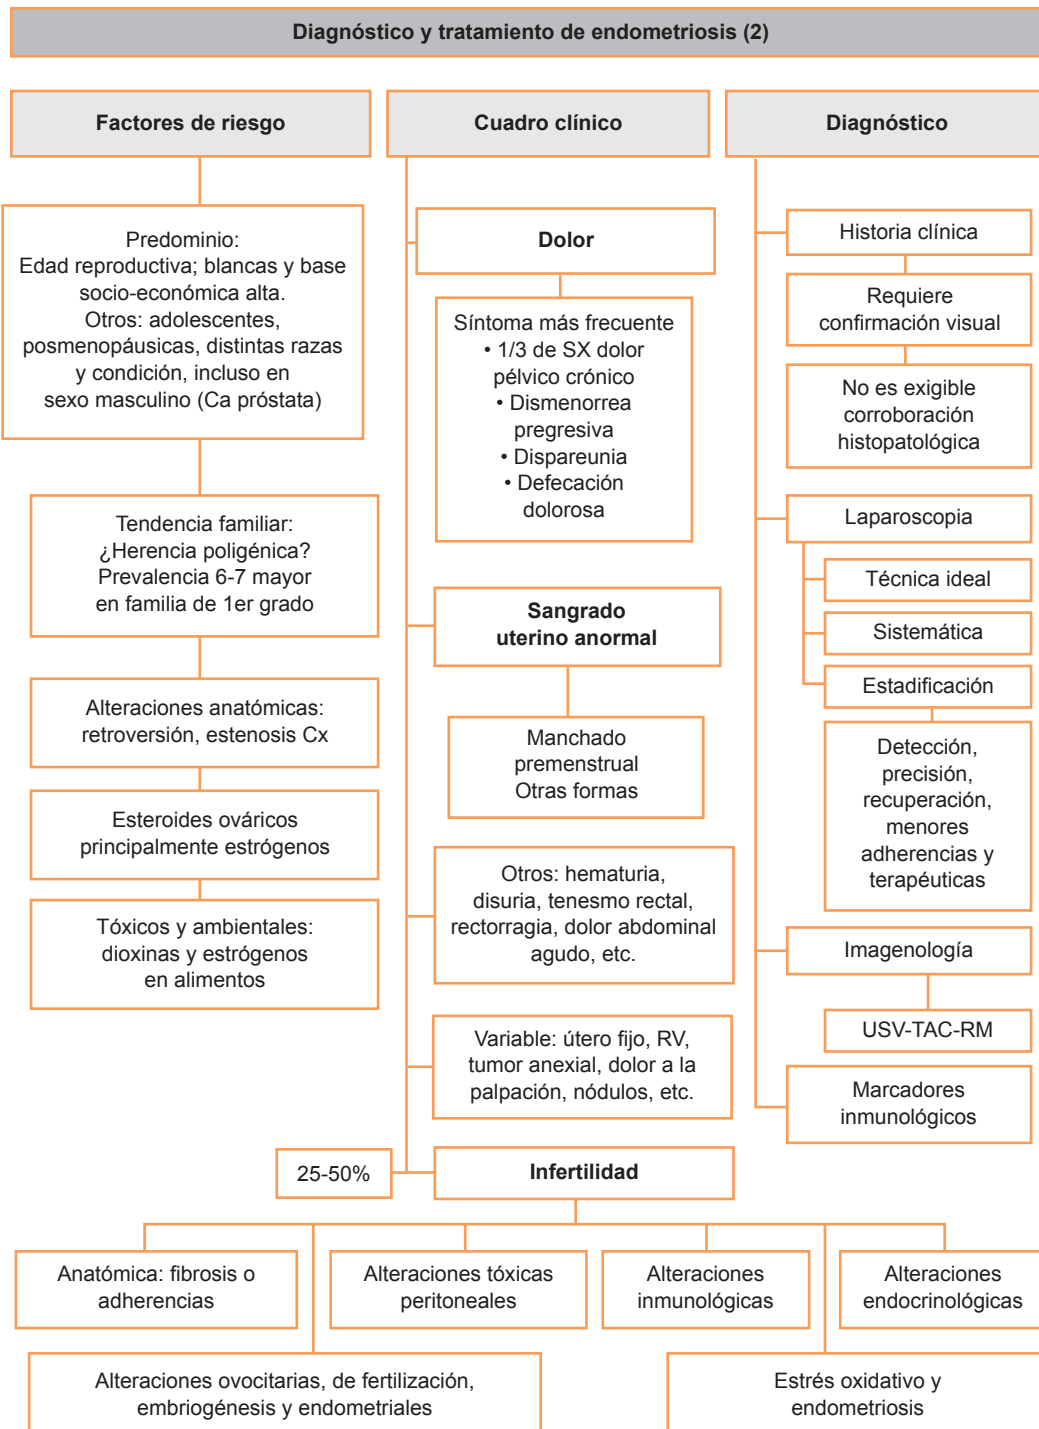 Diagnóstico y tratamiento de endometriosis (2)
Factores de riesgo
Predominio:
Edad reproductiva; blancas y base
socio-económica alta.
Otros: adolescentes,
posmenopáusicas, distintas razas
y condición, incluso en
sexo masculino (Ca próstata)
Tendencia familiar:
¿Herencia poligénica?
Prevalencia 6-7 mayor
en familia de 1er grado
Alteraciones anatómicas:
retroversión, estenosis Cx
Esteroides ováricos
principalmente estrógenos
Tóxicos y ambientales:
dioxinas y estrógenos
en alimentos
Cuadro clínico
Dolor
Síntoma más frecuente
• 1/3 de SX dolor
pélvico crónico
• Dismenorrea
pregresiva
• Dispareunia
• Defecación
dolorosa
Sangrado
uterino anormal
Manchado
premenstrual
Otras formas
Otros: hematuria,
disuria, tenesmo rectal,
rectorragia, dolor abdominal
agudo, etc.
Variable: útero fijo, RV,
tumor anexial, dolor a la
palpación, nódulos, etc.
25-50%
Infertilidad
Diagnóstico
Historia clínica
Requiere
confirmación visual
No es exigible
corroboración
histopatológica
Laparoscopia
Técnica ideal
Sistemática
Estadificación
Detección,
precisión,
recuperación,
menores
adherencias y
terapéuticas
Imagenología
USV-TAC-RM
Marcadores
inmunológicos
Anatómica: fibrosis o
adherencias
Alteraciones tóxicas
peritoneales
Alteraciones
inmunológicas
Alteraciones
endocrinológicas
Alteraciones ovocitarias, de fertilización,
embriogénesis y endometriales
Estrés oxidativo y
endometriosis